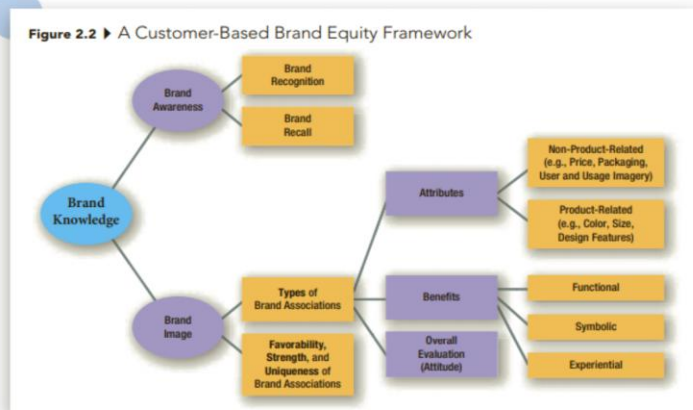 Figure 2.2 ▶ A Customer-Based Brand Equity Framework
Brand
Knowledge
Brand
Awareness
Brand
Recognition
Brand
Recall
Brand
Image
Types of
Brand Associations
Favorability,
Strength, and
Uniqueness of
Brand Associations
Attributes
Non-Product-Related
(e.g., Price, Packaging,
User and Usage Imagery)
Product-Related
(e.g., Color, Size,
Design Features)
Benefits
Functional
Symbolic
Experiential
Overall
Evaluation
(Attitude)